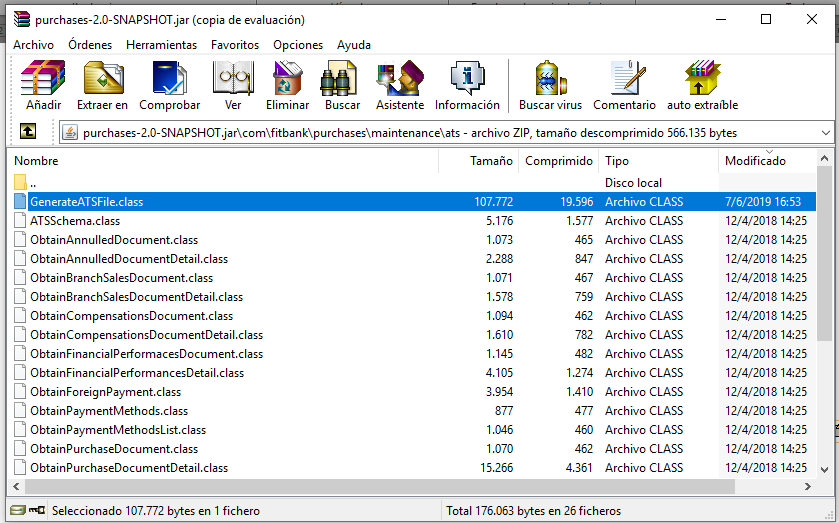 purchases-2.0-SNAPSHOT.jar (copia de evaluación)
Archivo Órdenes Herramientas Favoritos Opciones Ayuda
Añadir Extraer en Comprobar Ver Eliminar Buscar Asistente Información Buscar virus Comentario auto extraíble
purchases-2.0-SNAPSHOT.jar\com\fitbank\purchases\maintenance\ats - archivo ZIP, tamaño descomprimido 566.135 bytes
Nombre Tamaño Comprimido Tipo Modificado
.. Disco local
GenerateATSFile.class 107.772 19.596 Archivo CLASS 7/6/2019 16:53
ATSSchema.class 5.176 1.577 Archivo CLASS 12/4/2018 14:25
ObtainAnnulledDocument.class 1.073 465 Archivo CLASS 12/4/2018 14:25
ObtainAnnulledDocumentDetail.class 2.288 847 Archivo CLASS 12/4/2018 14:25
ObtainBranchSalesDocument.class 1.071 467 Archivo CLASS 12/4/2018 14:25
ObtainBranchSalesDocumentDetail.class 1.578 759 Archivo CLASS 12/4/2018 14:25
ObtainCompensationsDocument.class 1.094 462 Archivo CLASS 12/4/2018 14:25
ObtainCompensationsDocumentDetail.class 1.610 782 Archivo CLASS 12/4/2018 14:25
ObtainFinancialPerformacesDocument.class 1.145 482 Archivo CLASS 12/4/2018 14:25
ObtainFinancialPerformancesDetail.class 4.105 1.274 Archivo CLASS 12/4/2018 14:25
ObtainForeignPayment.class 3.954 1.410 Archivo CLASS 12/4/2018 14:25
ObtainPaymentMethods.class 877 477 Archivo CLASS 12/4/2018 14:25
ObtainPaymentMethodsList.class 1.046 460 Archivo CLASS 12/4/2018 14:25
ObtainPurchaseDocument.class 1.070 462 Archivo CLASS 12/4/2018 14:25
ObtainPurchaseDocumentDetail.class 15.266 4.361 Archivo CLASS 12/4/2018 14:25
Seleccionado 107.772 bytes en 1 fichero Total 176.063 bytes en 26 ficheros